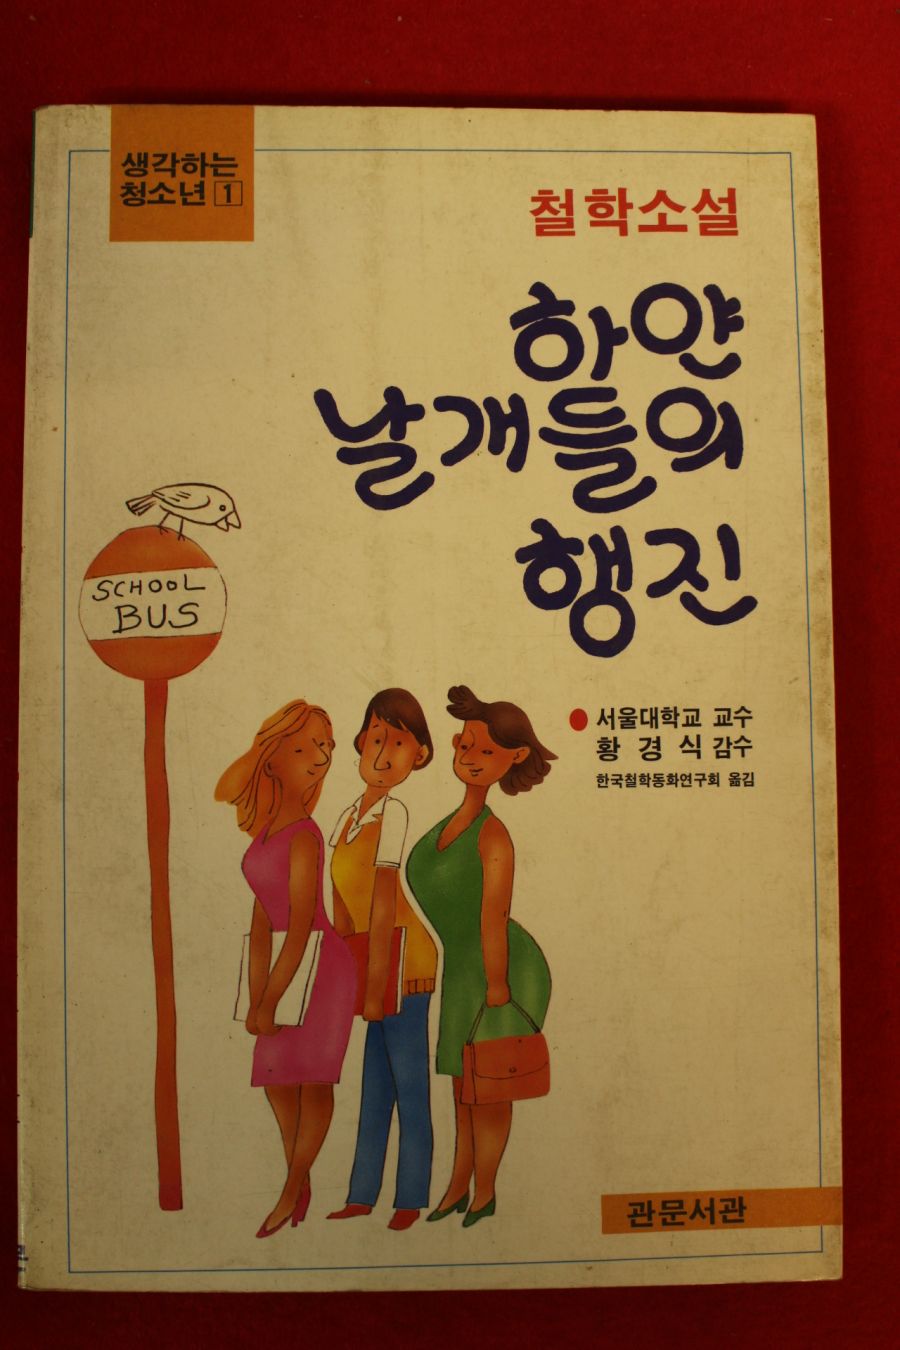 생각하는
청소년 1
철학소설
하얀
날개들의
행진
SCHOOL
BUS
서울대학교 교수
황경식 감수
한국철학동화연구회 옮김
관문서관